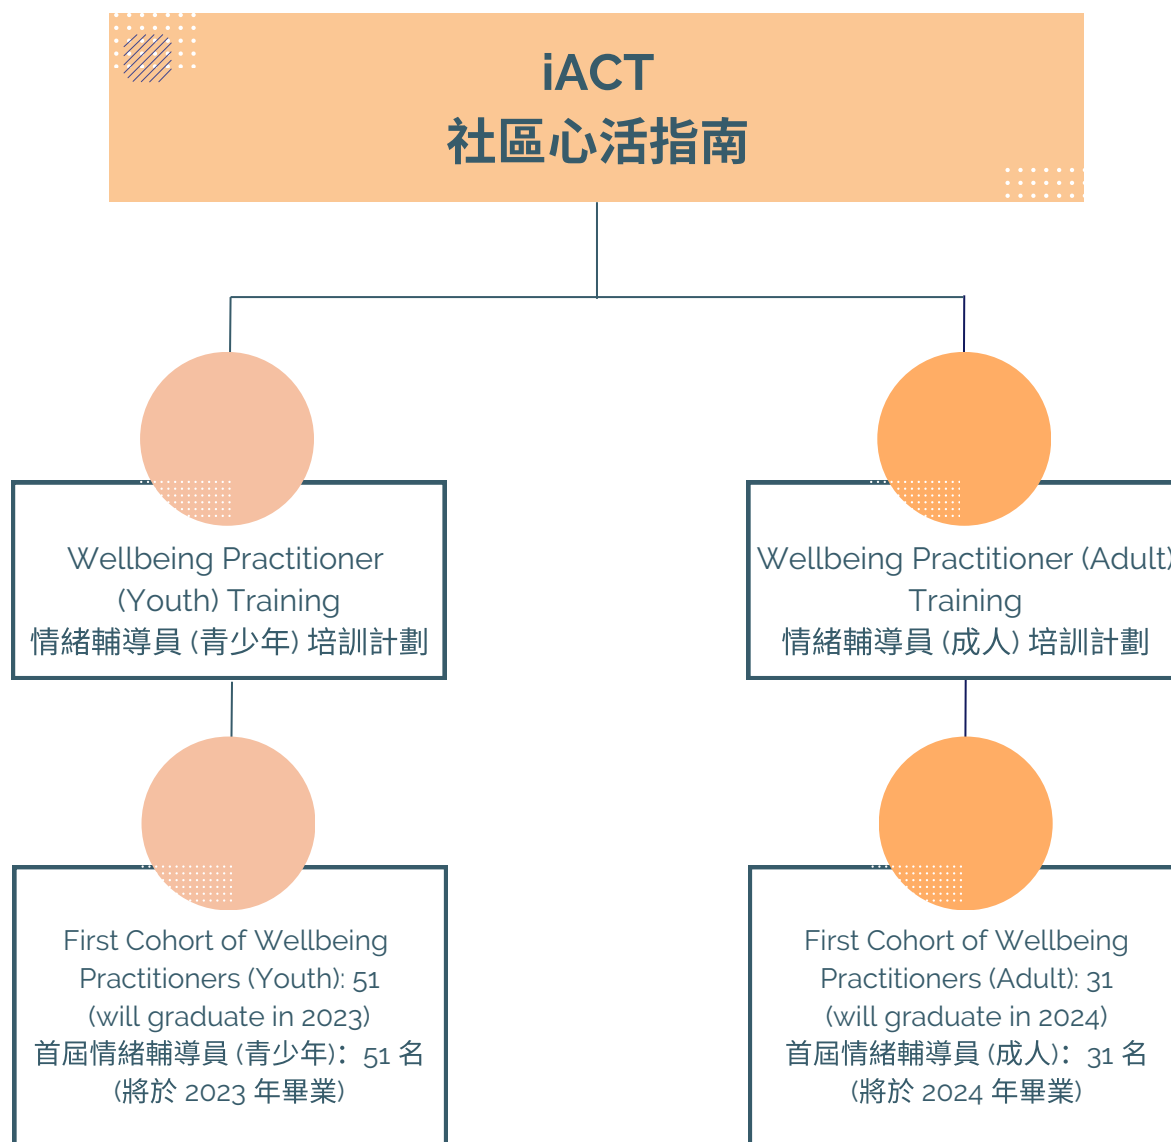 iACT
社區心活指南
Wellbeing Practitioner
(Youth) Training
情緒輔導員 (青少年) 培訓計劃
Wellbeing Practitioner (Adult)
Training
情緒輔導員 (成人) 培訓計劃
First Cohort of Wellbeing
Practitioners (Youth): 51
(will graduate in 2023)
首屆情緒輔導員 (青少年)：51 名
(將於 2023 年畢業)
First Cohort of Wellbeing
Practitioners (Adult): 31
(will graduate in 2024)
首屆情緒輔導員 (成人)：31 名
(將於 2024 年畢業)